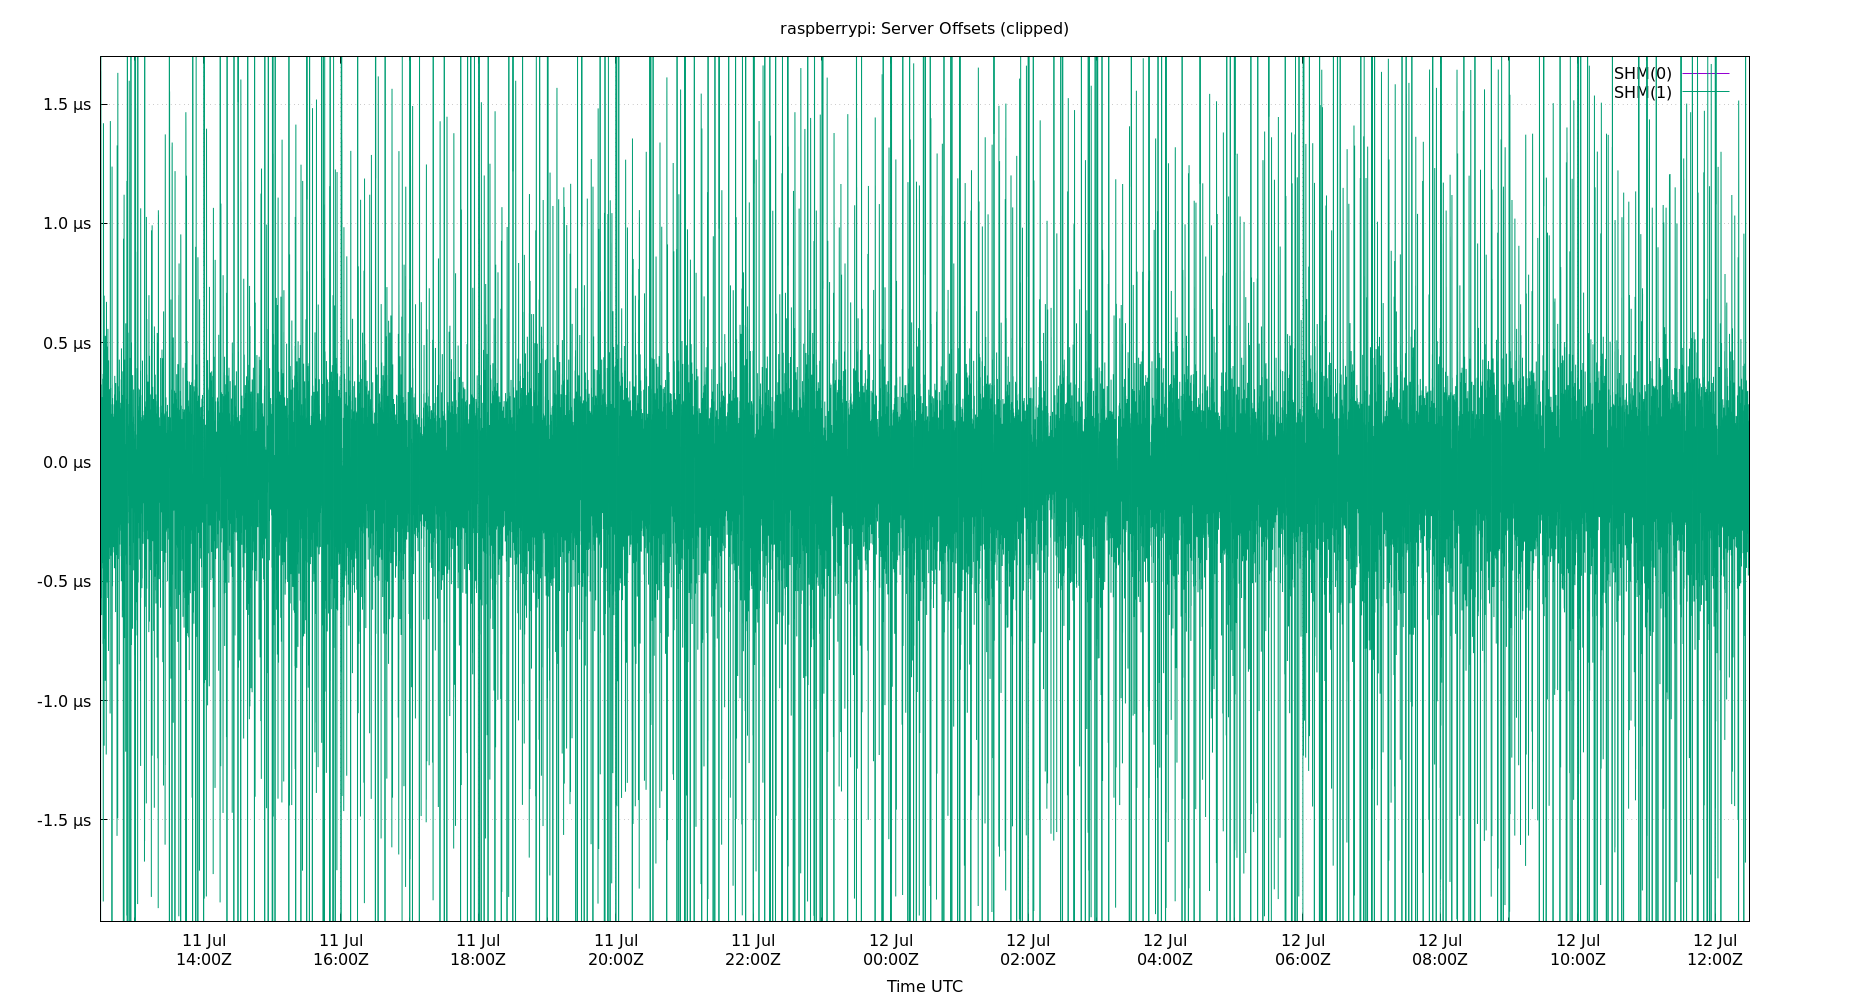 raspberrypi: Server Offsets (clipped)
SHM(0)
SHM(1)
1.5 µs
1.0 µs
0.5 µs
0.0 µs
-0.5 µs
-1.0 µs
-1.5 µs
11 Jul 11 Jul 11 Jul 11 Jul 11 Jul 12 Jul 12 Jul 12 Jul 12 Jul 12 Jul 12 Jul 12 Jul
14:00Z 16:00Z 18:00Z 20:00Z 22:00Z 00:00Z 02:00Z 04:00Z 06:00Z 08:00Z 10:00Z 12:00Z
Time UTC